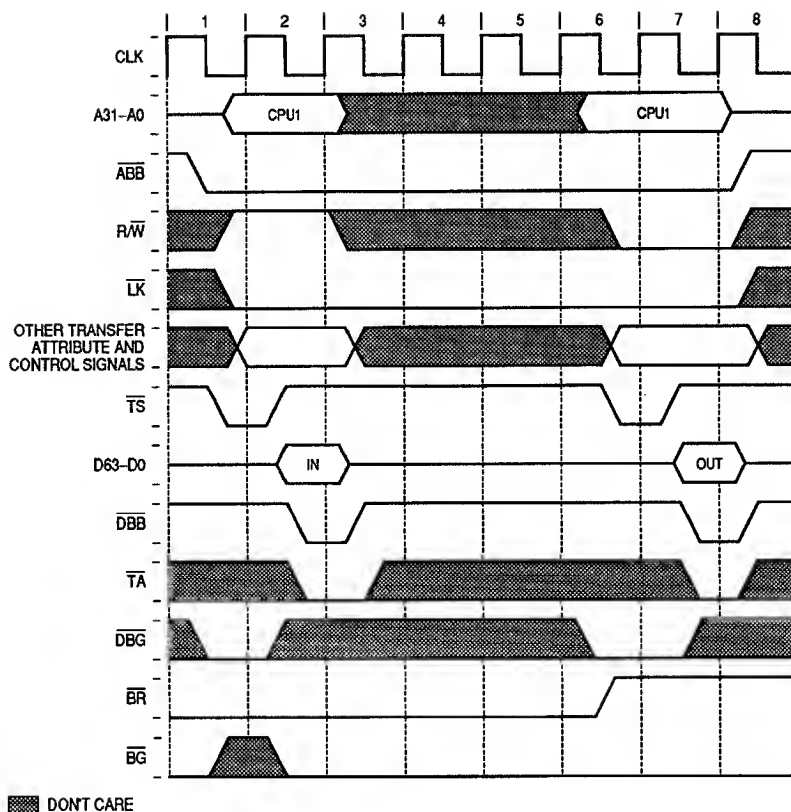 1 2 3 4 5 6 7 8
CLK
A31–A0 CPU1 CPU1
ABB
R/W
LK
OTHER TRANSFER
ATTRIBUTE AND
CONTROL SIGNALS
TS
D63–D0 IN OUT
DBB
TA
DBG
BR
BG
DON'T CARE